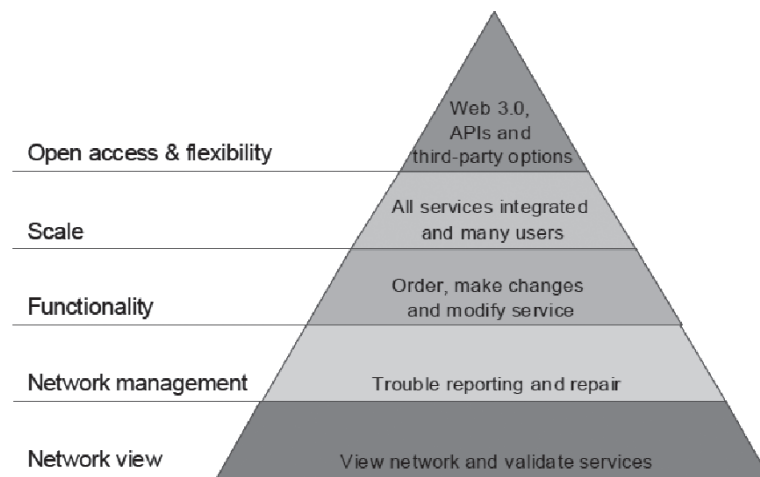 Web 3.0,
APIs and
third-party options
Open access & flexibility
All services integrated
and many users
Scale
Order, make changes
and modify service
Functionality
Network management
Trouble reporting and repair
Network view
View network and validate services